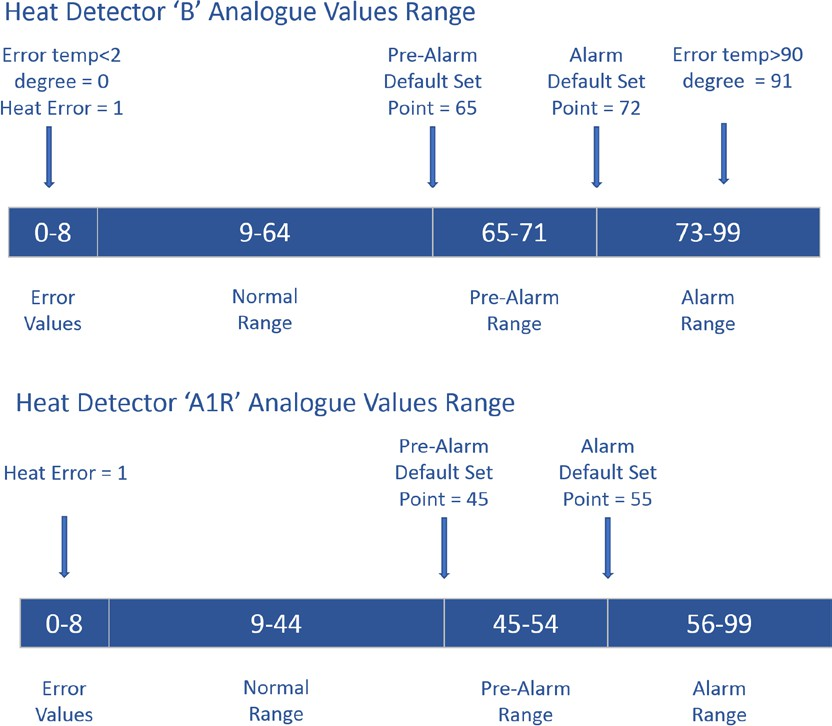 Heat Detector ‘B’ Analogue Values Range
Error temp<2
degree = 0
Heat Error = 1
Pre-Alarm
Default Set
Point = 65
Alarm
Default Set
Point = 72
Error temp>90
degree = 91
0-8
9-64
65-71
73-99
Error
Values
Normal
Range
Pre-Alarm
Range
Alarm
Range
Heat Detector ‘A1R’ Analogue Values Range
Heat Error = 1
Pre-Alarm
Default Set
Point = 45
Alarm
Default Set
Point = 55
0-8
9-44
45-54
56-99
Error
Values
Normal
Range
Pre-Alarm
Range
Alarm
Range